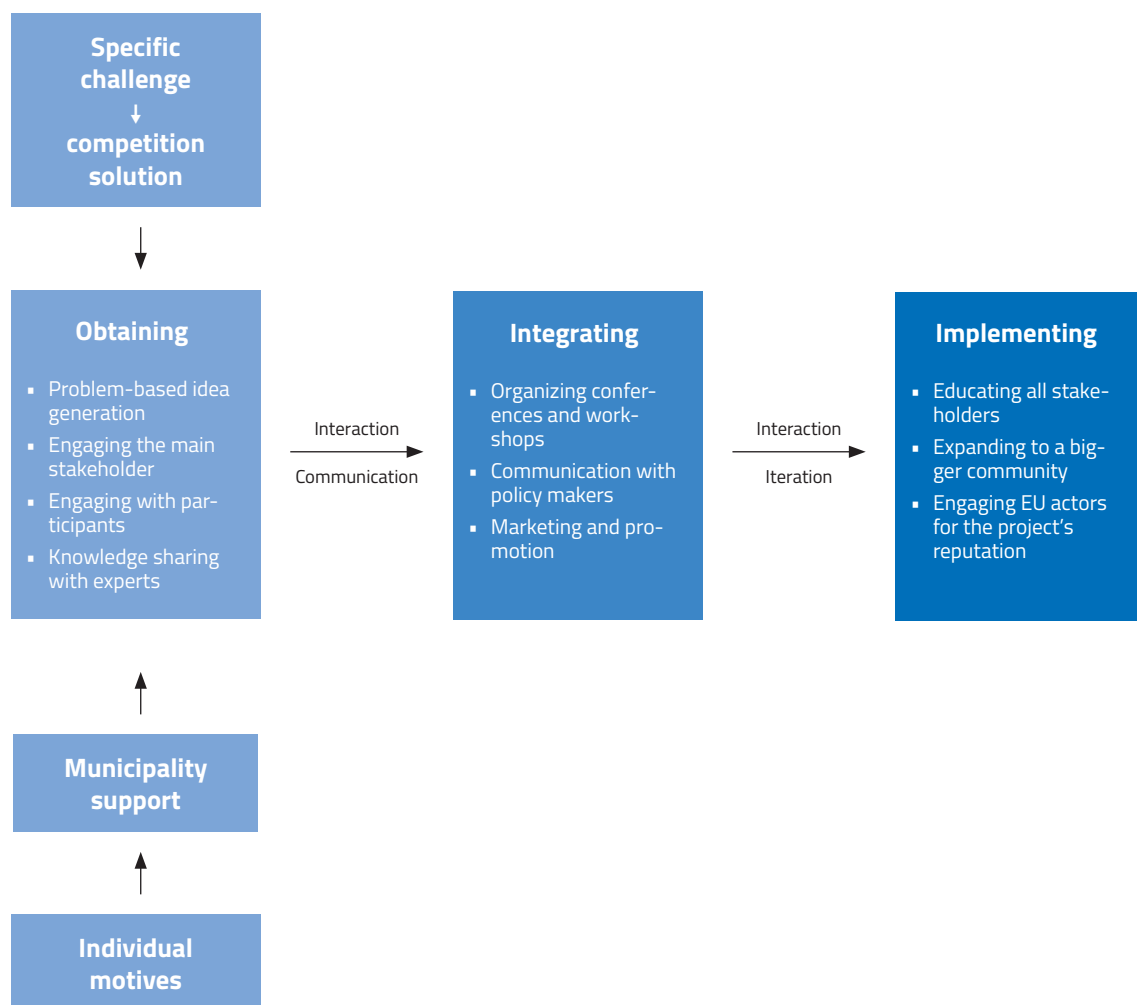 Specific
challenge
↓
competition
solution
Obtaining
▪ Problem-based idea
generation
▪ Engaging the main
stakeholder
▪ Engaging with par-
ticipants
▪ Knowledge sharing
with experts
Interaction
Communication
Integrating
▪ Organizing confer-
ences and work-
shops
▪ Communication with
policy makers
▪ Marketing and pro-
motion
Interaction
Iteration
Implementing
▪ Educating all stake-
holders
▪ Expanding to a big-
ger community
▪ Engaging EU actors
for the project’s
reputation
Municipality
support
Individual
motives